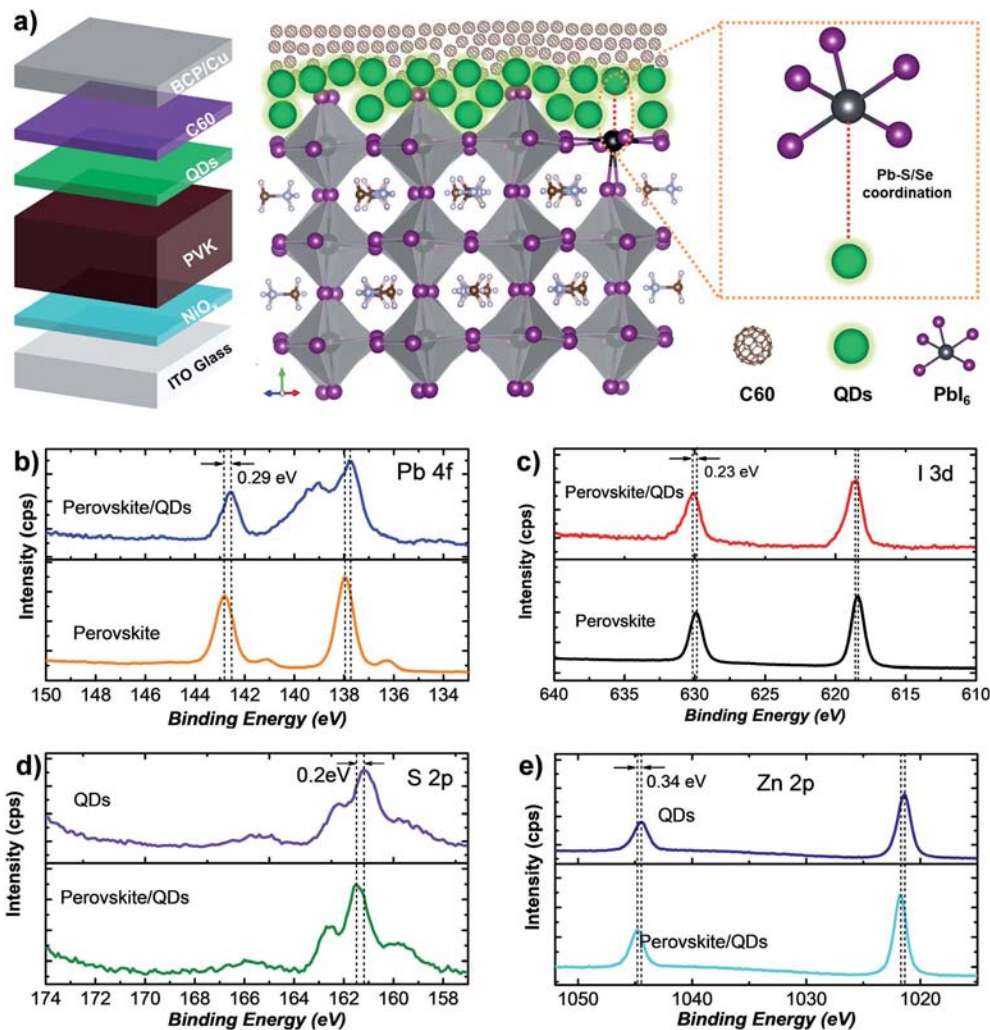 a)
BCP/Cu
C60
QDs
PVK
NiOx
ITO Glass
Pb-S/Se
coordination
C60
QDs
PbI₆
b)
0.29 eV
Pb 4f
Perovskite/QDs
Perovskite
Intensity (cps)
150 148 146 144 142 140 138 136 134
Binding Energy (eV)
c)
0.23 eV
I 3d
Perovskite/QDs
Perovskite
Intensity (cps)
640 635 630 625 620 615 610
Binding Energy (eV)
d)
0.2eV
S 2p
QDs
Perovskite/QDs
Intensity (cps)
174 172 170 168 166 164 162 160 158
Binding Energy (eV)
e)
0.34 eV
Zn 2p
QDs
Perovskite/QDs
Intensity (cps)
1050 1040 1030 1020
Binding Energy (eV)